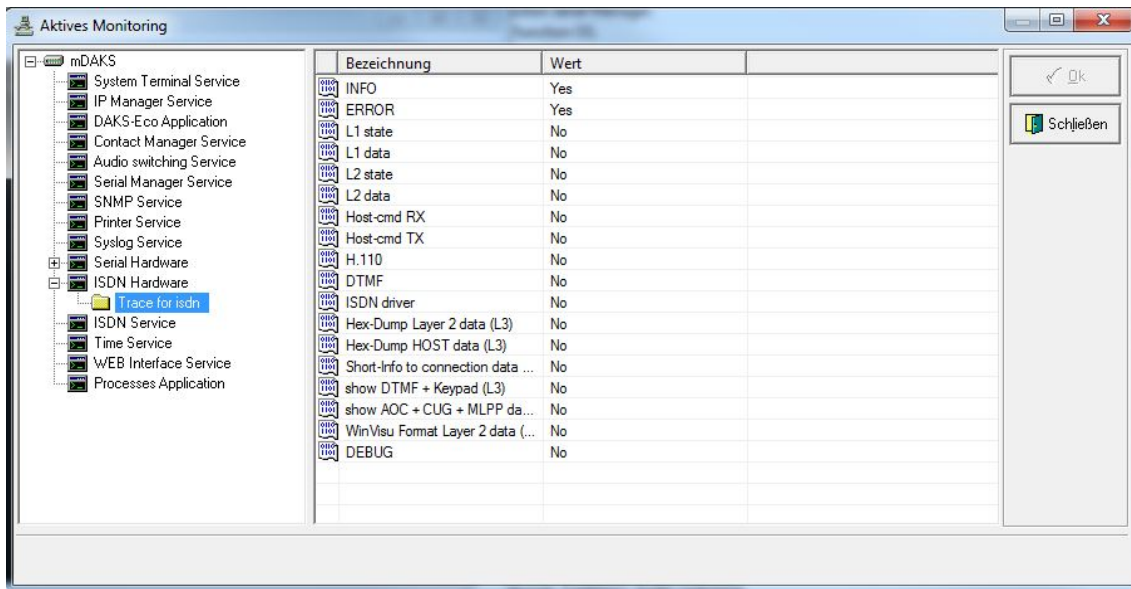 Aktives Monitoring
mDAKS
System Terminal Service
IP Manager Service
DAKS-Eco Application
Contact Manager Service
Audio switching Service
Serial Manager Service
SNMP Service
Printer Service
Syslog Service
Serial Hardware
ISDN Hardware
Trace for isdn
ISDN Service
Time Service
WEB Interface Service
Processes Application
Bezeichnung Wert
INFO Yes
ERROR Yes
L1 state No
L1 data No
L2 state No
L2 data No
Host-cmd RX No
Host-cmd TX No
H.110 No
DTMF No
ISDN driver No
Hex-Dump Layer 2 data (L3) No
Hex-Dump HOST data (L3) No
Short-Info to connection data ... No
show DTMF + Keypad (L3) No
show AOC + CUG + MLPP da... No
WinVisu Format Layer 2 data (... No
DEBUG No
Ok
Schließen